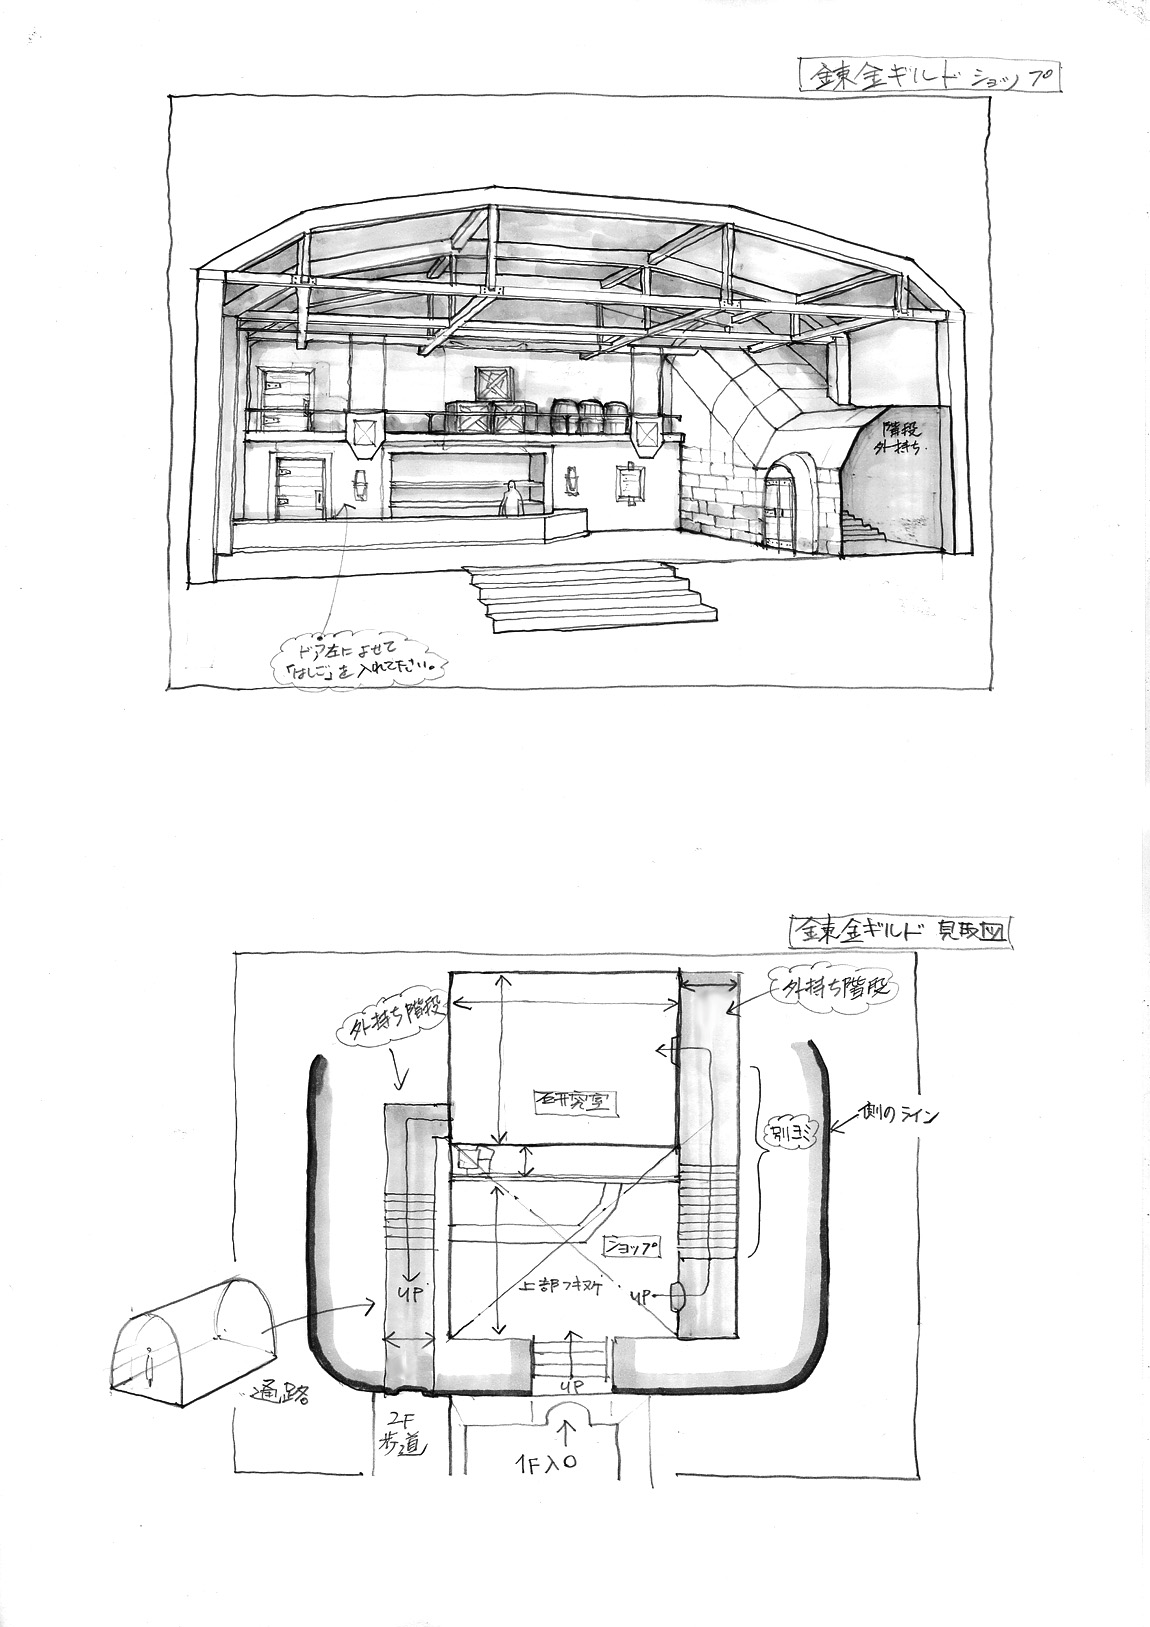 錬金ギルドショップ
階段
外持ち.
ドア左によせて
「はしご」を入れて下さい。
錬金ギルド 見取図
外持ち階段
外持ち階段
研究室
側のライン
別ヨミ
ショップ
上部フキヌケ
UP
UP
通路
UP
2F
歩道
1F入口